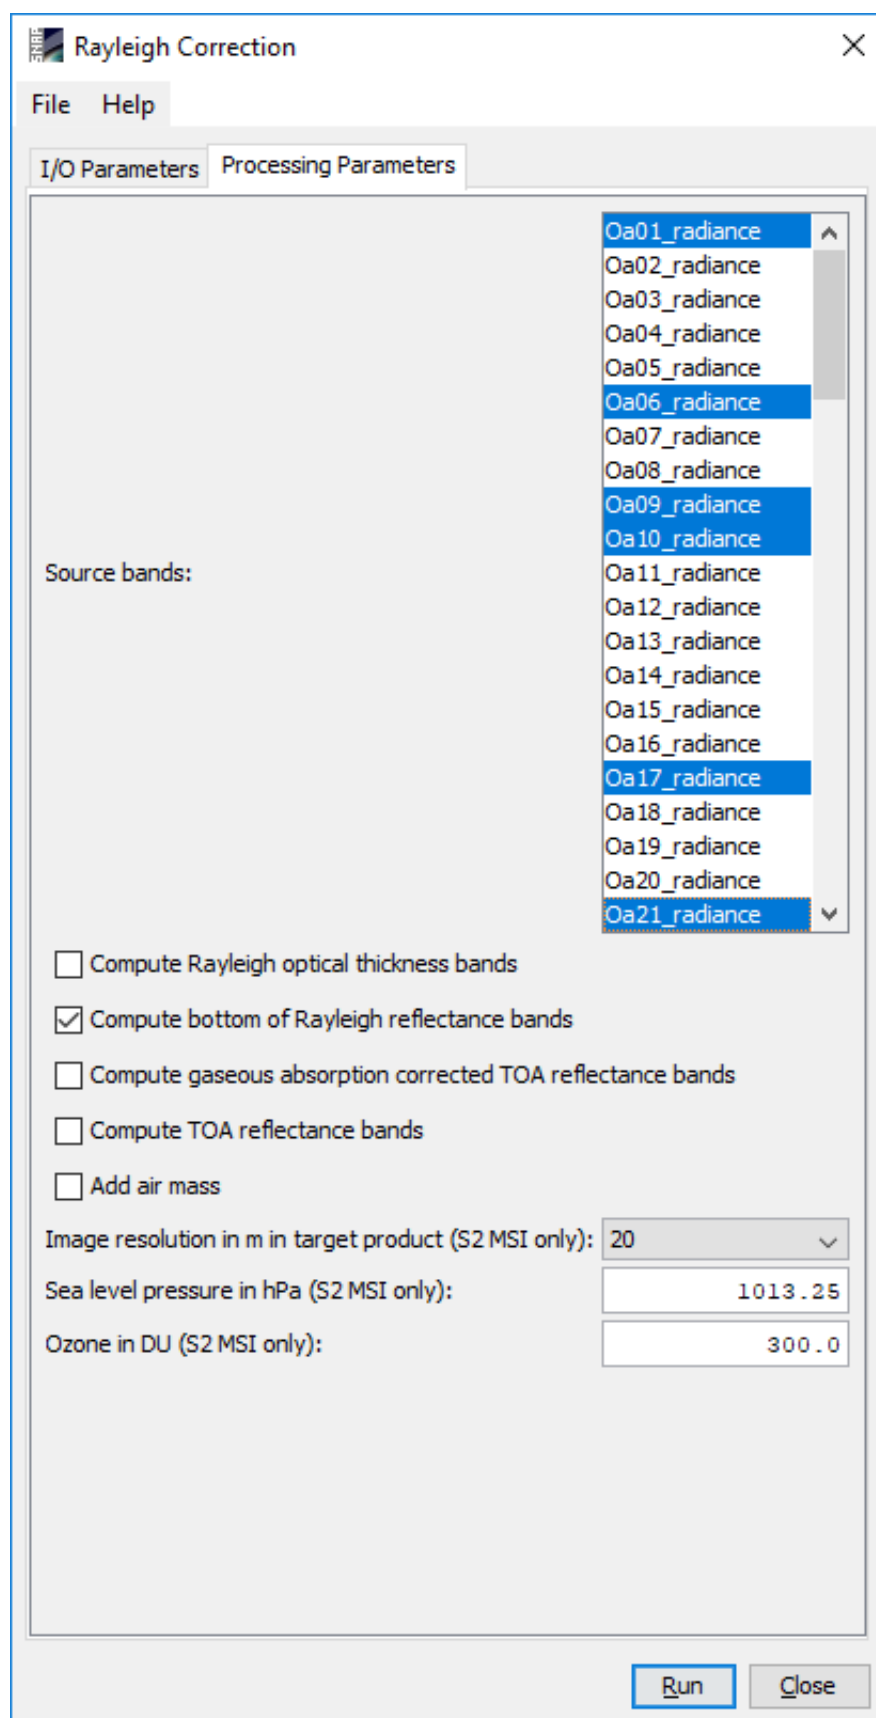 Rayleigh Correction
File Help
I/O Parameters Processing Parameters
Oa01_radiance
Oa02_radiance
Oa03_radiance
Oa04_radiance
Oa05_radiance
Oa06_radiance
Oa07_radiance
Oa08_radiance
Oa09_radiance
Oa10_radiance
Source bands: Oa11_radiance
Oa12_radiance
Oa13_radiance
Oa14_radiance
Oa15_radiance
Oa16_radiance
Oa17_radiance
Oa18_radiance
Oa19_radiance
Oa20_radiance
Oa21_radiance
Compute Rayleigh optical thickness bands
Compute bottom of Rayleigh reflectance bands
Compute gaseous absorption corrected TOA reflectance bands
Compute TOA reflectance bands
Add air mass
Image resolution in m in target product (S2 MSI only): 20
Sea level pressure in hPa (S2 MSI only): 1013.25
Ozone in DU (S2 MSI only): 300.0
Run Close